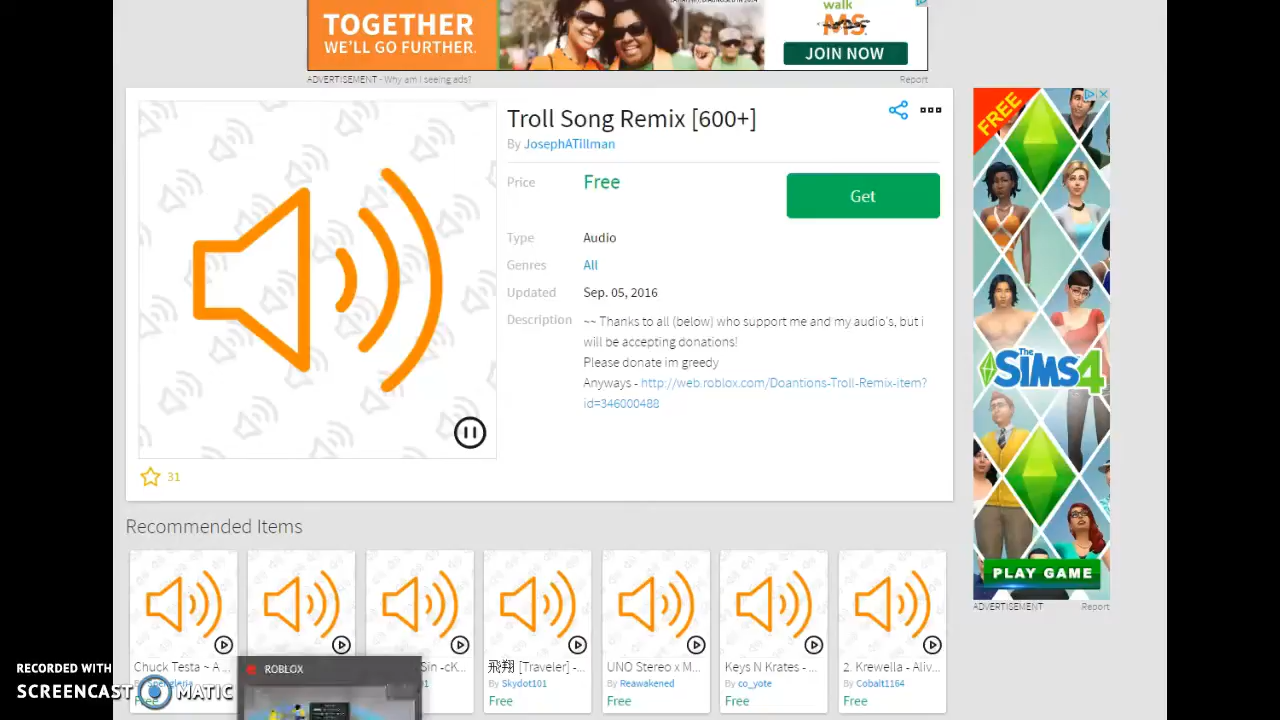 TOGETHER
WE'LL GO FURTHER.
walk
MS
JOIN NOW
ADVERTISEMENT - Why am I seeing ads?
Report
Troll Song Remix [600+]
By JosephATillman
Price Free
Get
Type Audio
Genres All
Updated Sep. 05, 2016
Description ~~ Thanks to all (below) who support me and my audio's, but i
will be accepting donations!
Please donate im greedy
Anyways - http://web.roblox.com/Doantions-Troll-Remix-item?
id=346000488
31
FREE
THE SIMS 4
PLAY GAME
ADVERTISEMENT
Report
Recommended Items
Chuck Testa ~ A...
飛翔 [Traveler] -...
By Skydot101
Free
UNO Stereo x M...
By Reawakened
Free
Keys N Krates - ...
By co_yote
Free
2. Krewella - Aliv...
By Cobalt1164
Free
ROBLOX
RECORDED WITH
SCREENCAST MATIC